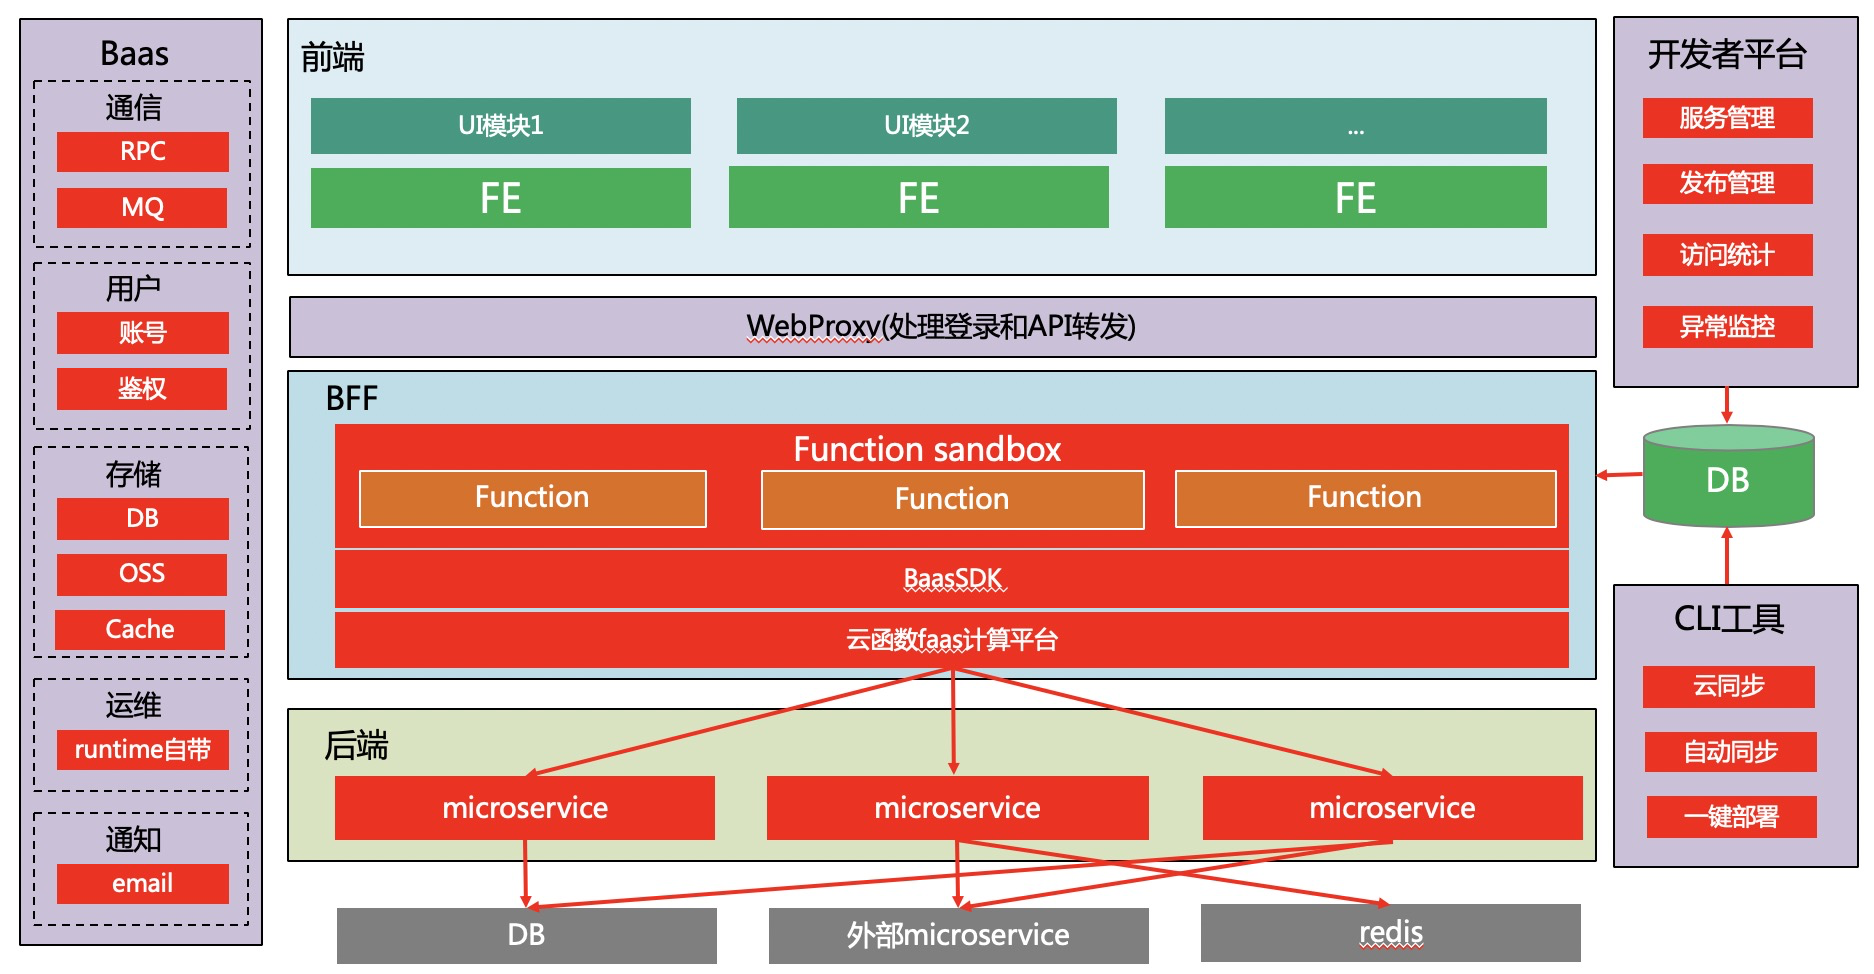 Baas
通信
RPC
MQ
用户
账号
鉴权
存储
DB
OSS
Cache
运维
runtime自带
通知
email
前端
UI模块1
UI模块2
...
FE
FE
FE
WebProxy(处理登录和API转发)
BFF
Function sandbox
Function
Function
Function
BaasSDK
云函数faas计算平台
后端
microservice
microservice
microservice
DB
外部microservice
redis
开发者平台
服务管理
发布管理
访问统计
异常监控
DB
CLI工具
云同步
自动同步
一键部署